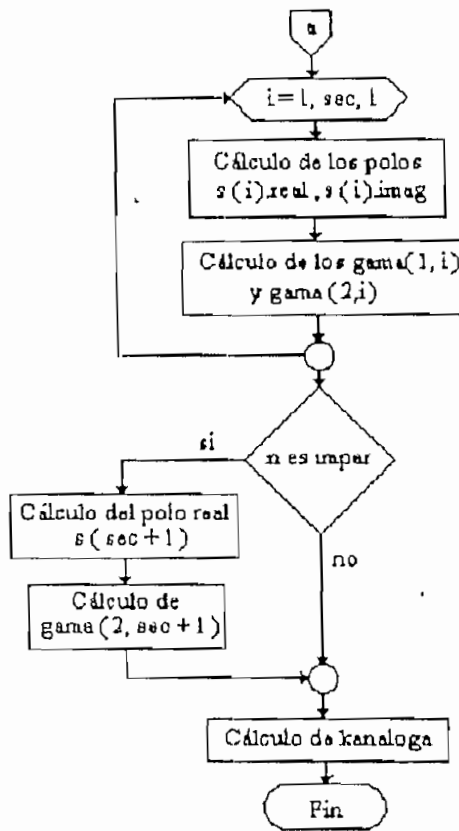 a
i=1, sec, 1
Cálculo de los polos
s(i).real, s(i).imag
Cálculo de los gama(1,i)
y gama(2,i)
si
n es impar
Cálculo del polo real
s(sec+1)
no
Cálculo de
gama(2, sec+1)
Cálculo de kanaloga
Fin